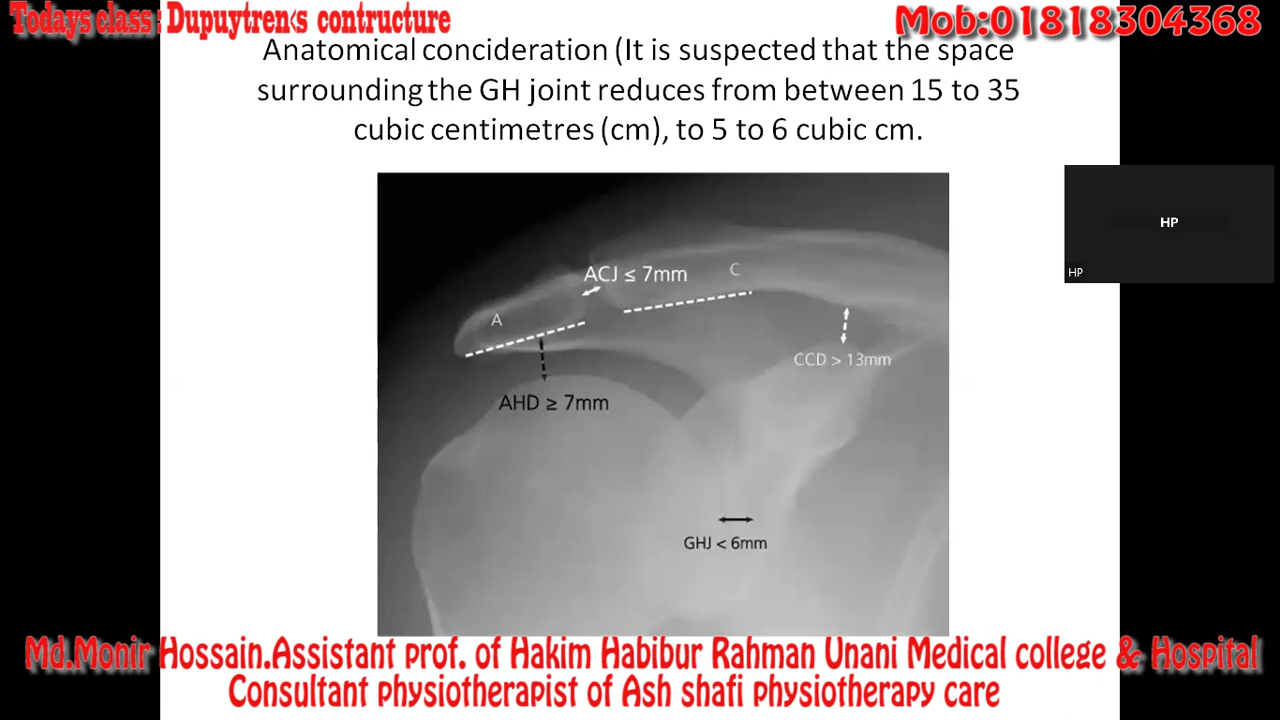 Todays class : Dupuytren<s contructure
Mob:01818304368
Anatomical concideration (It is suspected that the space
surrounding the GH joint reduces from between 15 to 35
cubic centimetres (cm), to 5 to 6 cubic cm.
HP
HP
ACJ ≤ 7mm
C
A
CCD > 13mm
AHD ≥ 7mm
GHJ < 6mm
Md.Monir Hossain.Assistant prof. of Hakim Habibur Rahman Unani Medical college & Hospital
Consultant physiotherapist of Ash shafi physiotherapy care